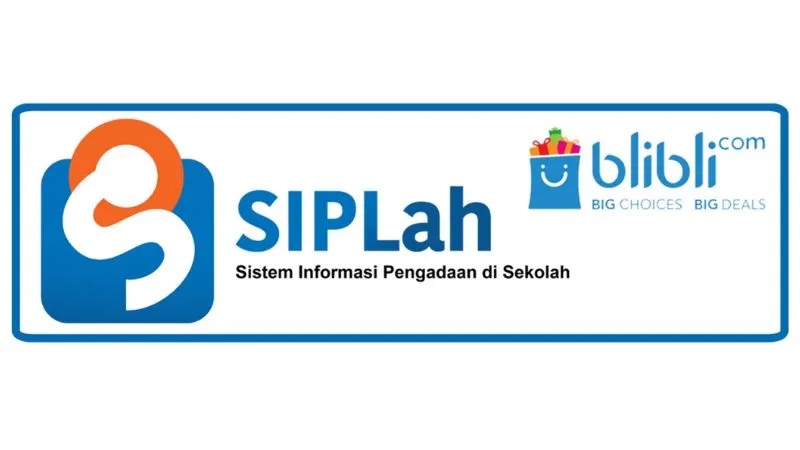 SIPLah
Sistem Informasi Pengadaan di Sekolah
blibli.com
BIG CHOICES BIG DEALS